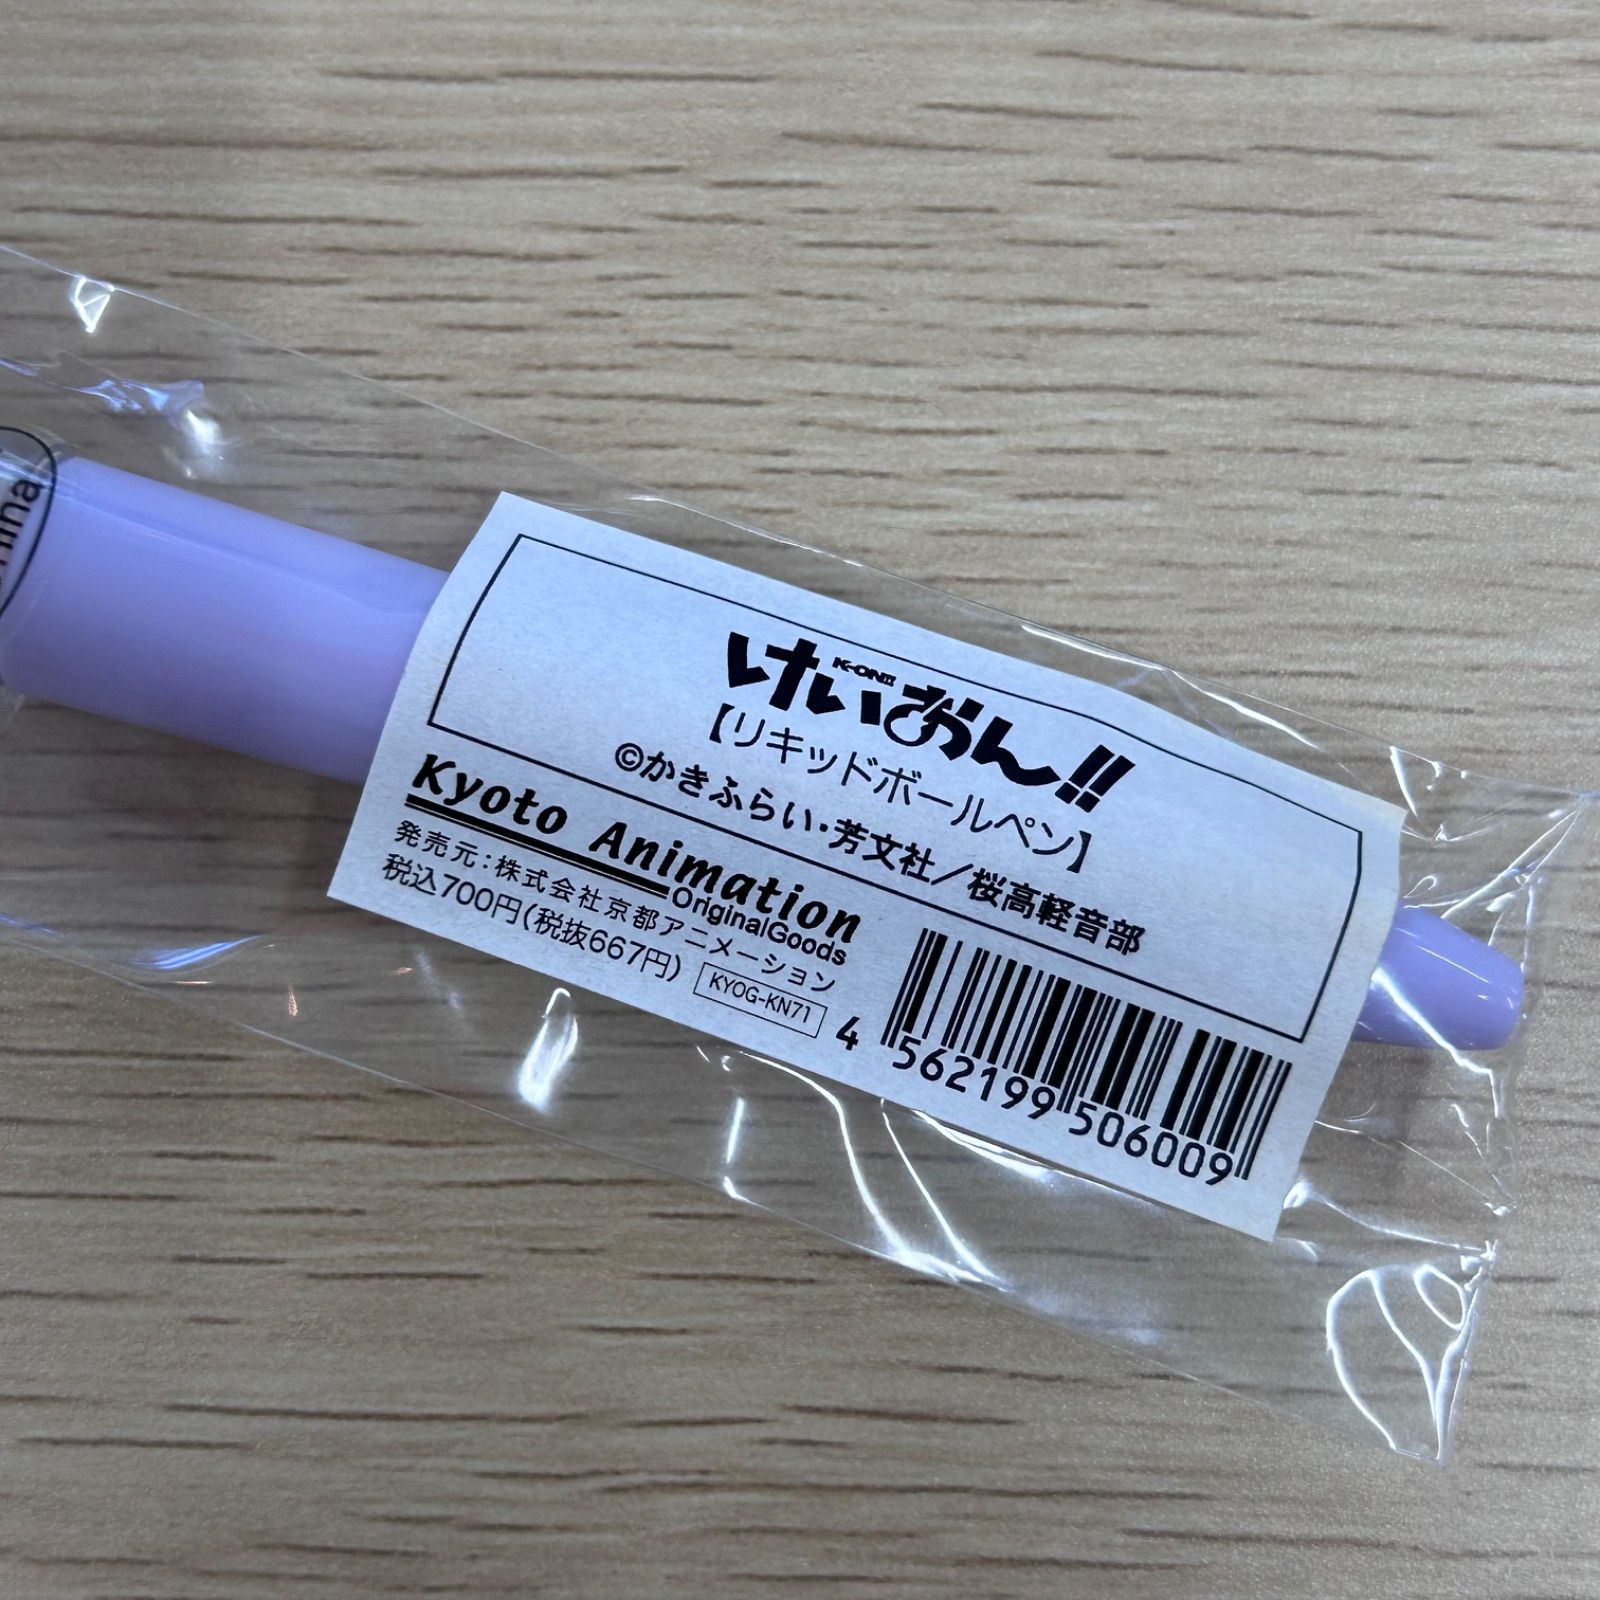 けいおん!!
K-ON!!
【リキッドボールペン】
©かきふらい・芳文社/桜高軽音部
Kyoto Animation
OriginalGoods
発売元:株式会社京都アニメーション
税込700円(税抜667円)
KYOG-KN71
4 562199 506009